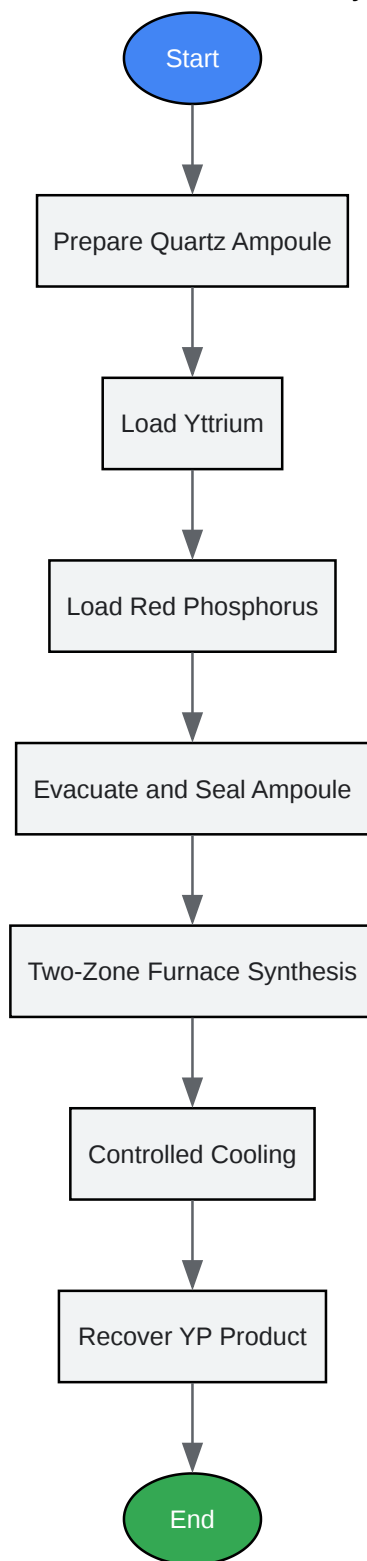 Start
Prepare Quartz Ampoule
Load Yttrium
Load Red Phosphorus
Evacuate and Seal Ampoule
Two-Zone Furnace Synthesis
Controlled Cooling
Recover YP Product
End